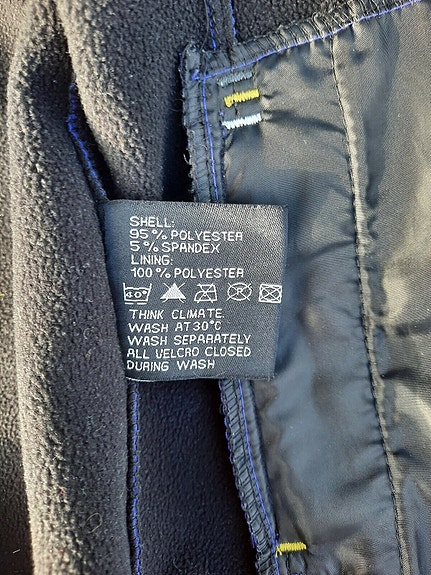 SHELL:
95% POLYESTER
5% SPANDEX
LINING:
100% POLYESTER
40°
THINK CLIMATE
WASH AT 30°C
WASH SEPARATELY
ALL VELCRO CLOSED
DURING WASH